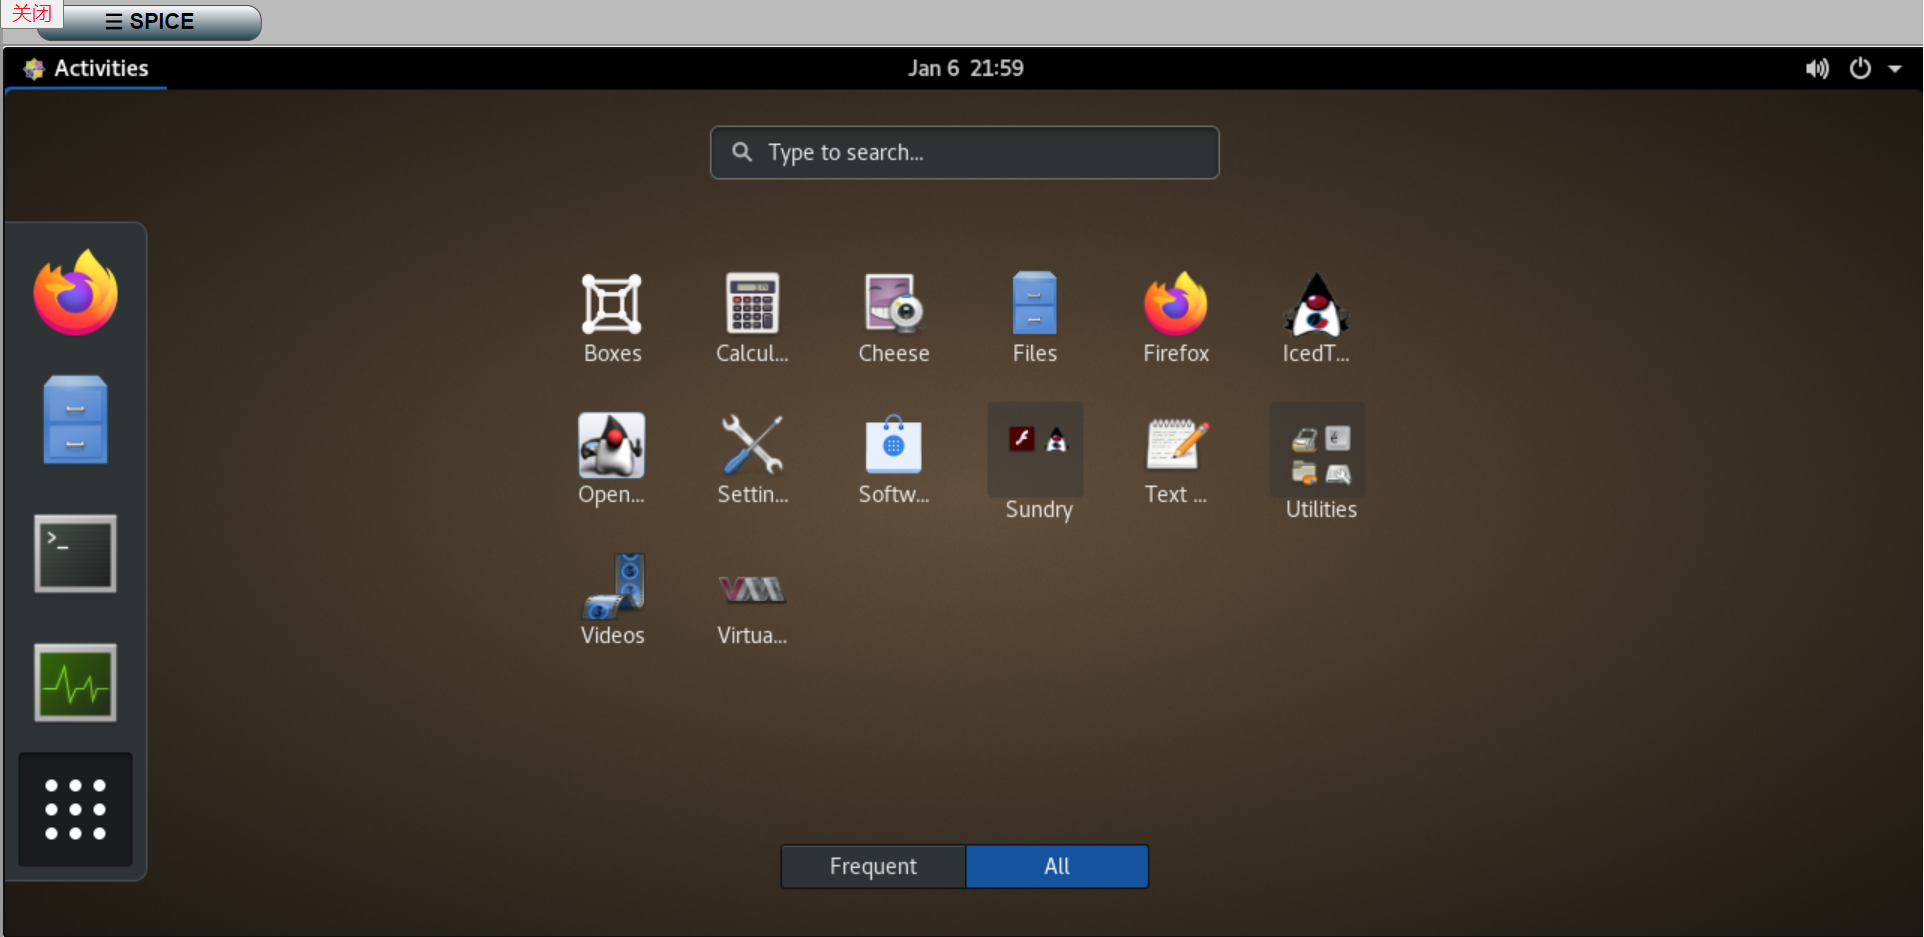 关闭
☰ SPICE
Activities
Jan 6 21:59
Type to search...
Boxes
Calcul...
Cheese
Files
Firefox
IcedT...
Open...
Settin...
Softw...
Sundry
Text ...
Utilities
Videos
Virtua...
Frequent
All